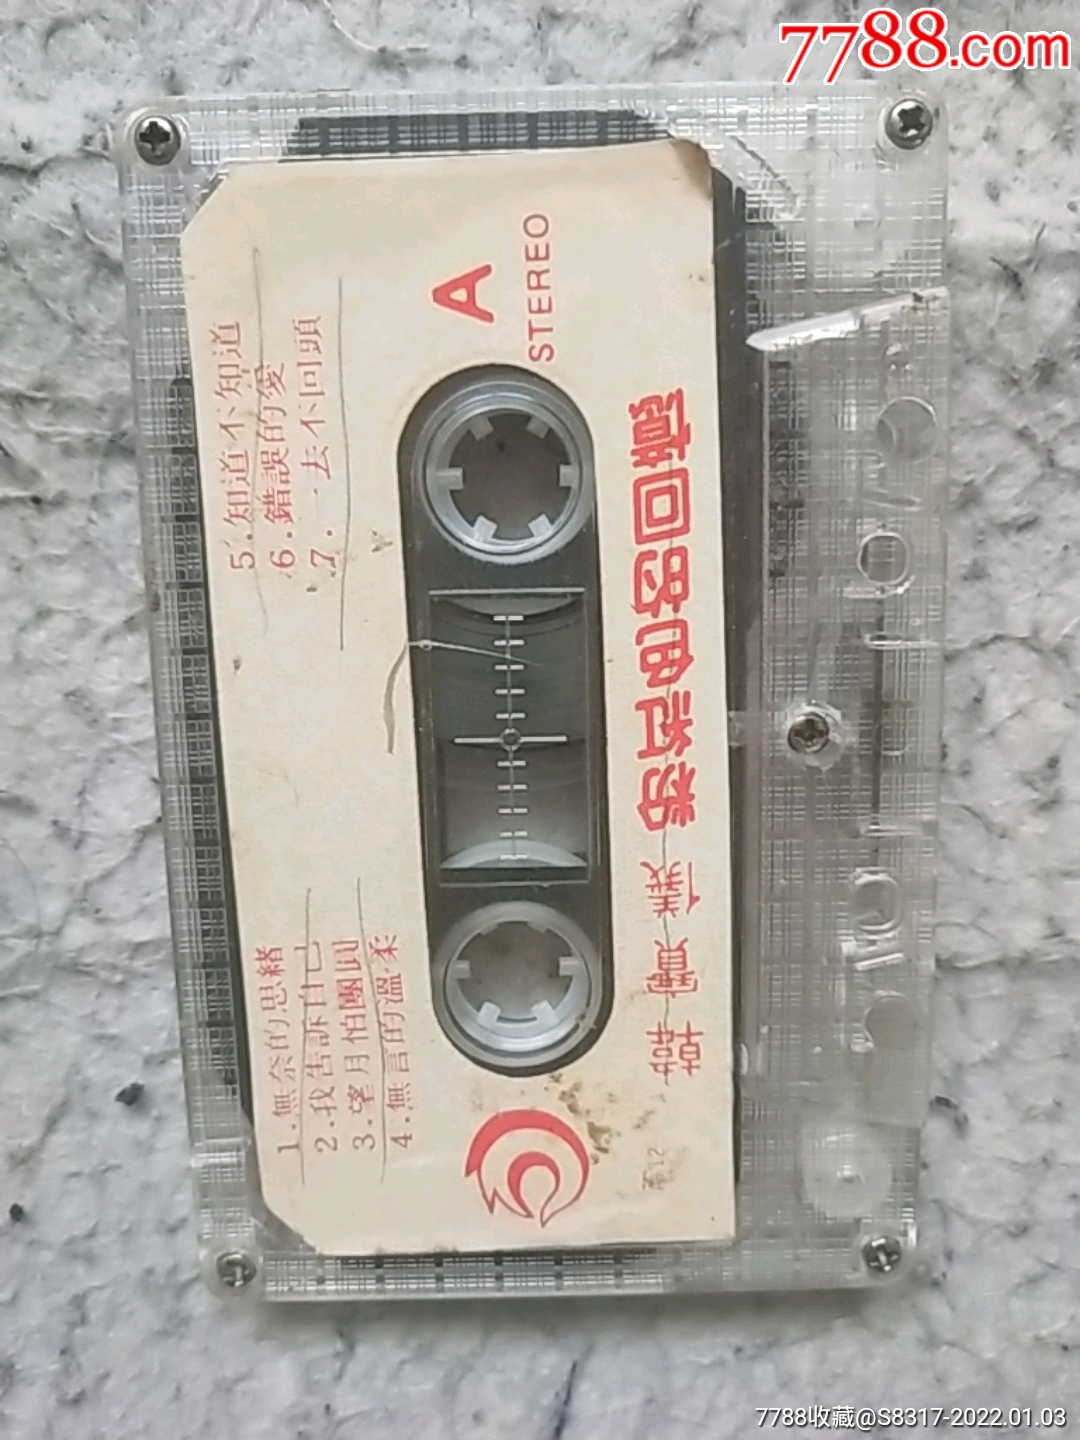 7788.com
1.無奈的思緒
2.我告訴自己
3.望月怕團圓
4.無言的溫柔
5.知道不知道
6.錯誤的愛
7.一去不回頭
A
STEREO
韓寶儀 粉紅色的回憶
7788收藏@S8317-2022.01.03